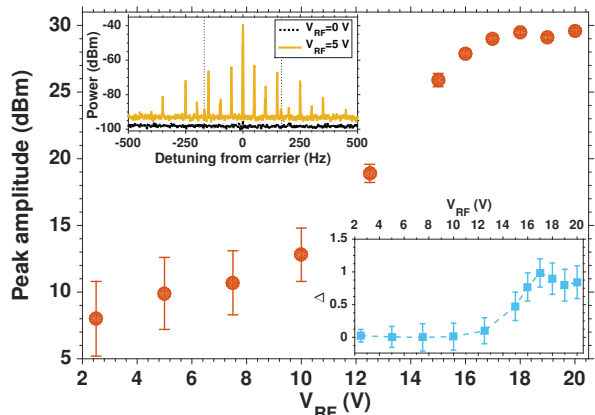 Peak amplitude (dBm)
30
25
20
15
10
5
2 4 6 8 10 12 14 16 18 20
V_RF (V)
Power (dBm)
-40
-60
-80
-100
-500 -250 0 250 500
Detuning from carrier (Hz)
V_RF=0 V
V_RF=5 V
V_RF (V)
2 4 6 8 10 12 14 16 18 20
Δ
1.5
1
0.5
0